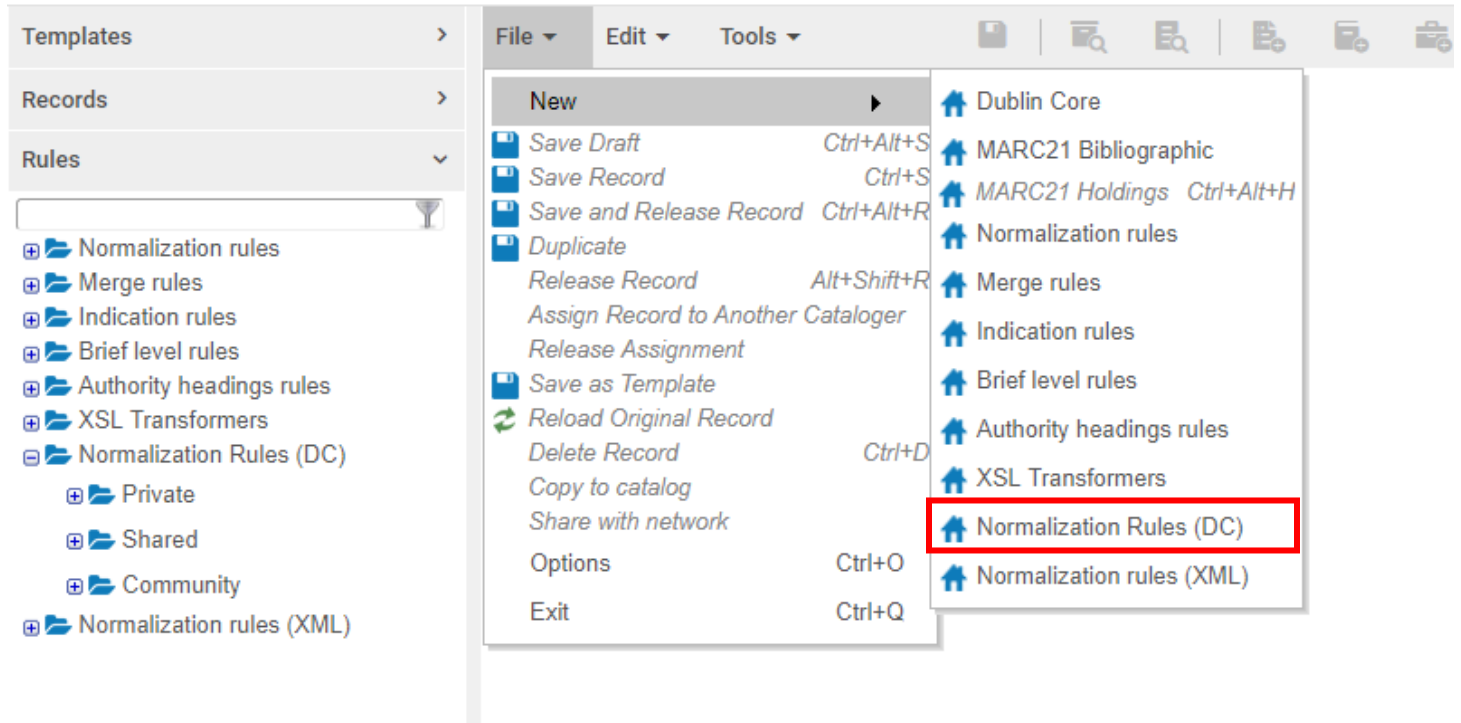 Templates
Records
Rules
Normalization rules
Merge rules
Indication rules
Brief level rules
Authority headings rules
XSL Transformers
Normalization Rules (DC)
Private
Shared
Community
Normalization rules (XML)
File Edit Tools
New
Save Draft Ctrl+Alt+S
Save Record Ctrl+S
Save and Release Record Ctrl+Alt+R
Duplicate
Release Record Alt+Shift+R
Assign Record to Another Cataloger
Release Assignment
Save as Template
Reload Original Record
Delete Record Ctrl+D
Copy to catalog
Share with network
Options Ctrl+O
Exit Ctrl+Q
Dublin Core
MARC21 Bibliographic
MARC21 Holdings Ctrl+Alt+H
Normalization rules
Merge rules
Indication rules
Brief level rules
Authority headings rules
XSL Transformers
Normalization Rules (DC)
Normalization rules (XML)